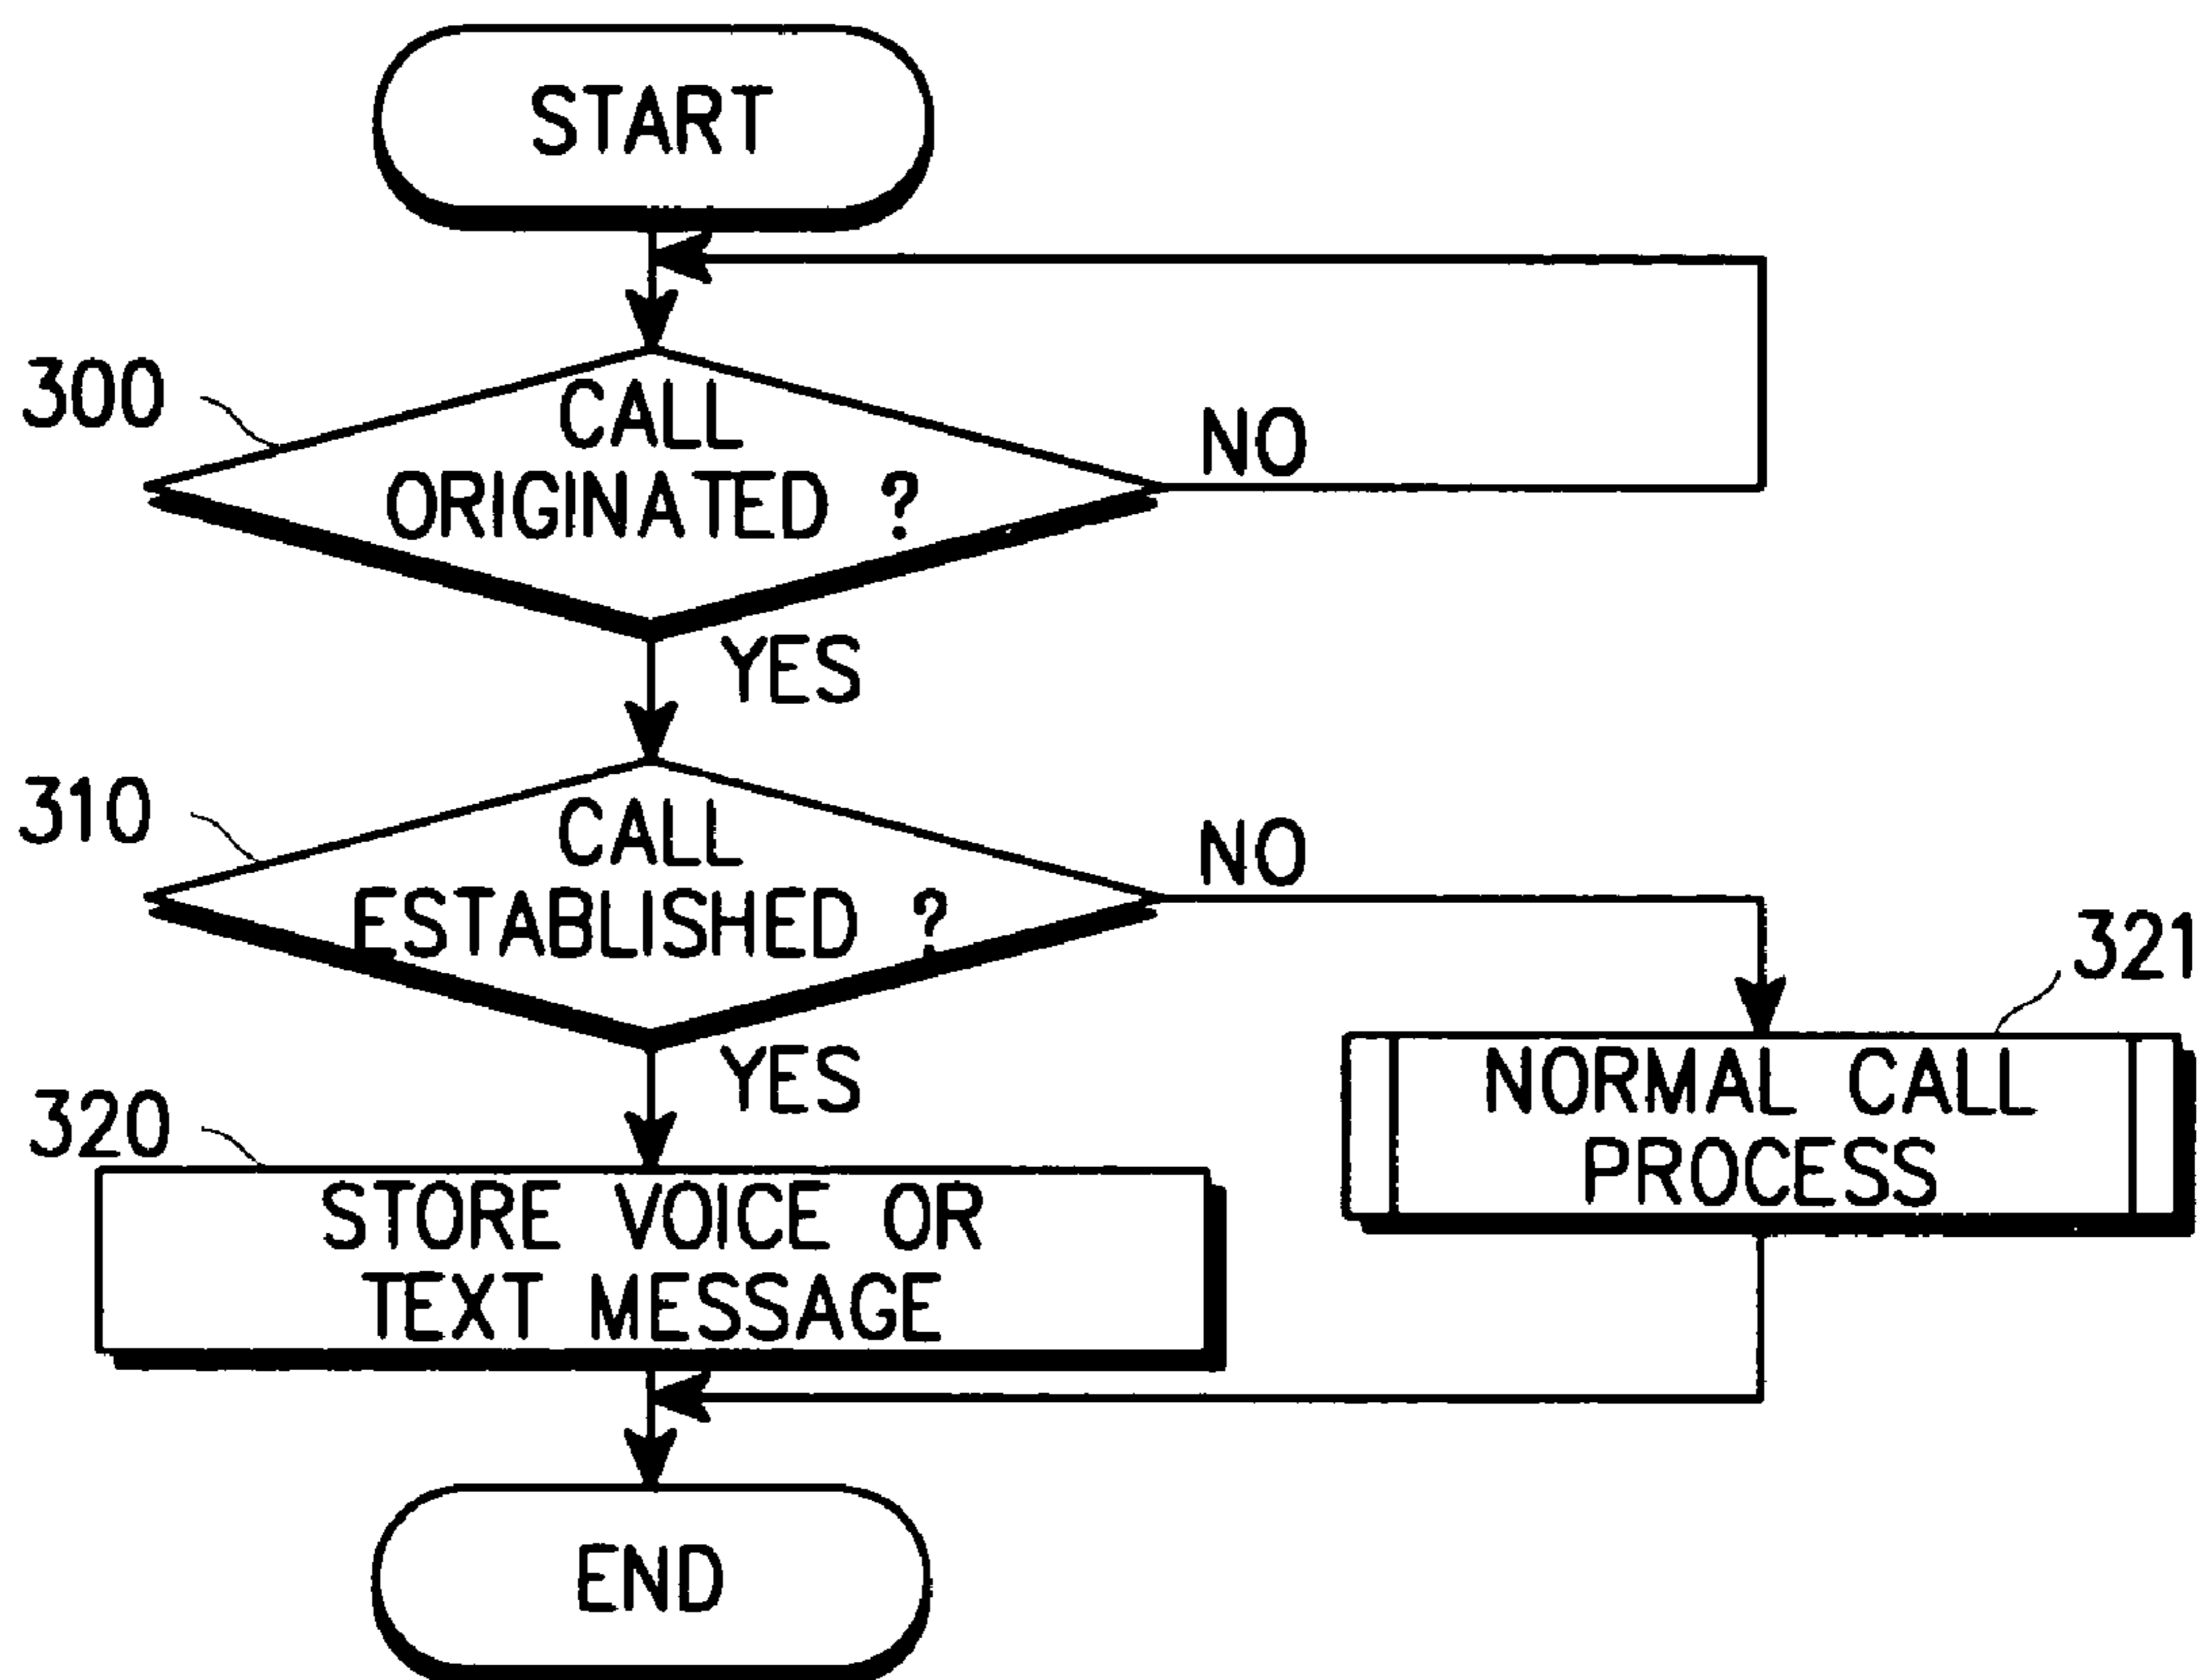 START
300
CALL
ORIGINATED ?
NO
YES
310
CALL
ESTABLISHED ?
NO
YES
321
NORMAL CALL
PROCESS
320
STORE VOICE OR
TEXT MESSAGE
END